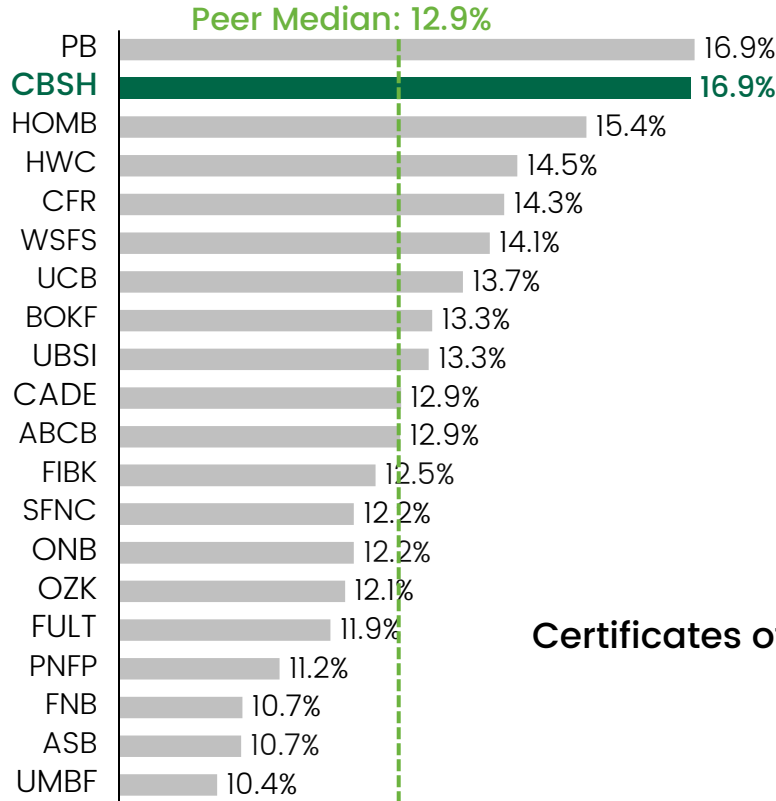 Peer Median: 12.9%
PB 16.9%
CBSH 16.9%
HOMB 15.4%
HWC 14.5%
CFR 14.3%
WSFS 14.1%
UCB 13.7%
BOKF 13.3%
UBSI 13.3%
CADE 12.9%
ABCB 12.9%
FIBK 12.5%
SFNC 12.2%
ONB 12.2%
OZK 12.1%
FULT 11.9%
Certificates of
PNFP 11.2%
FNB 10.7%
ASB 10.7%
UMBF 10.4%